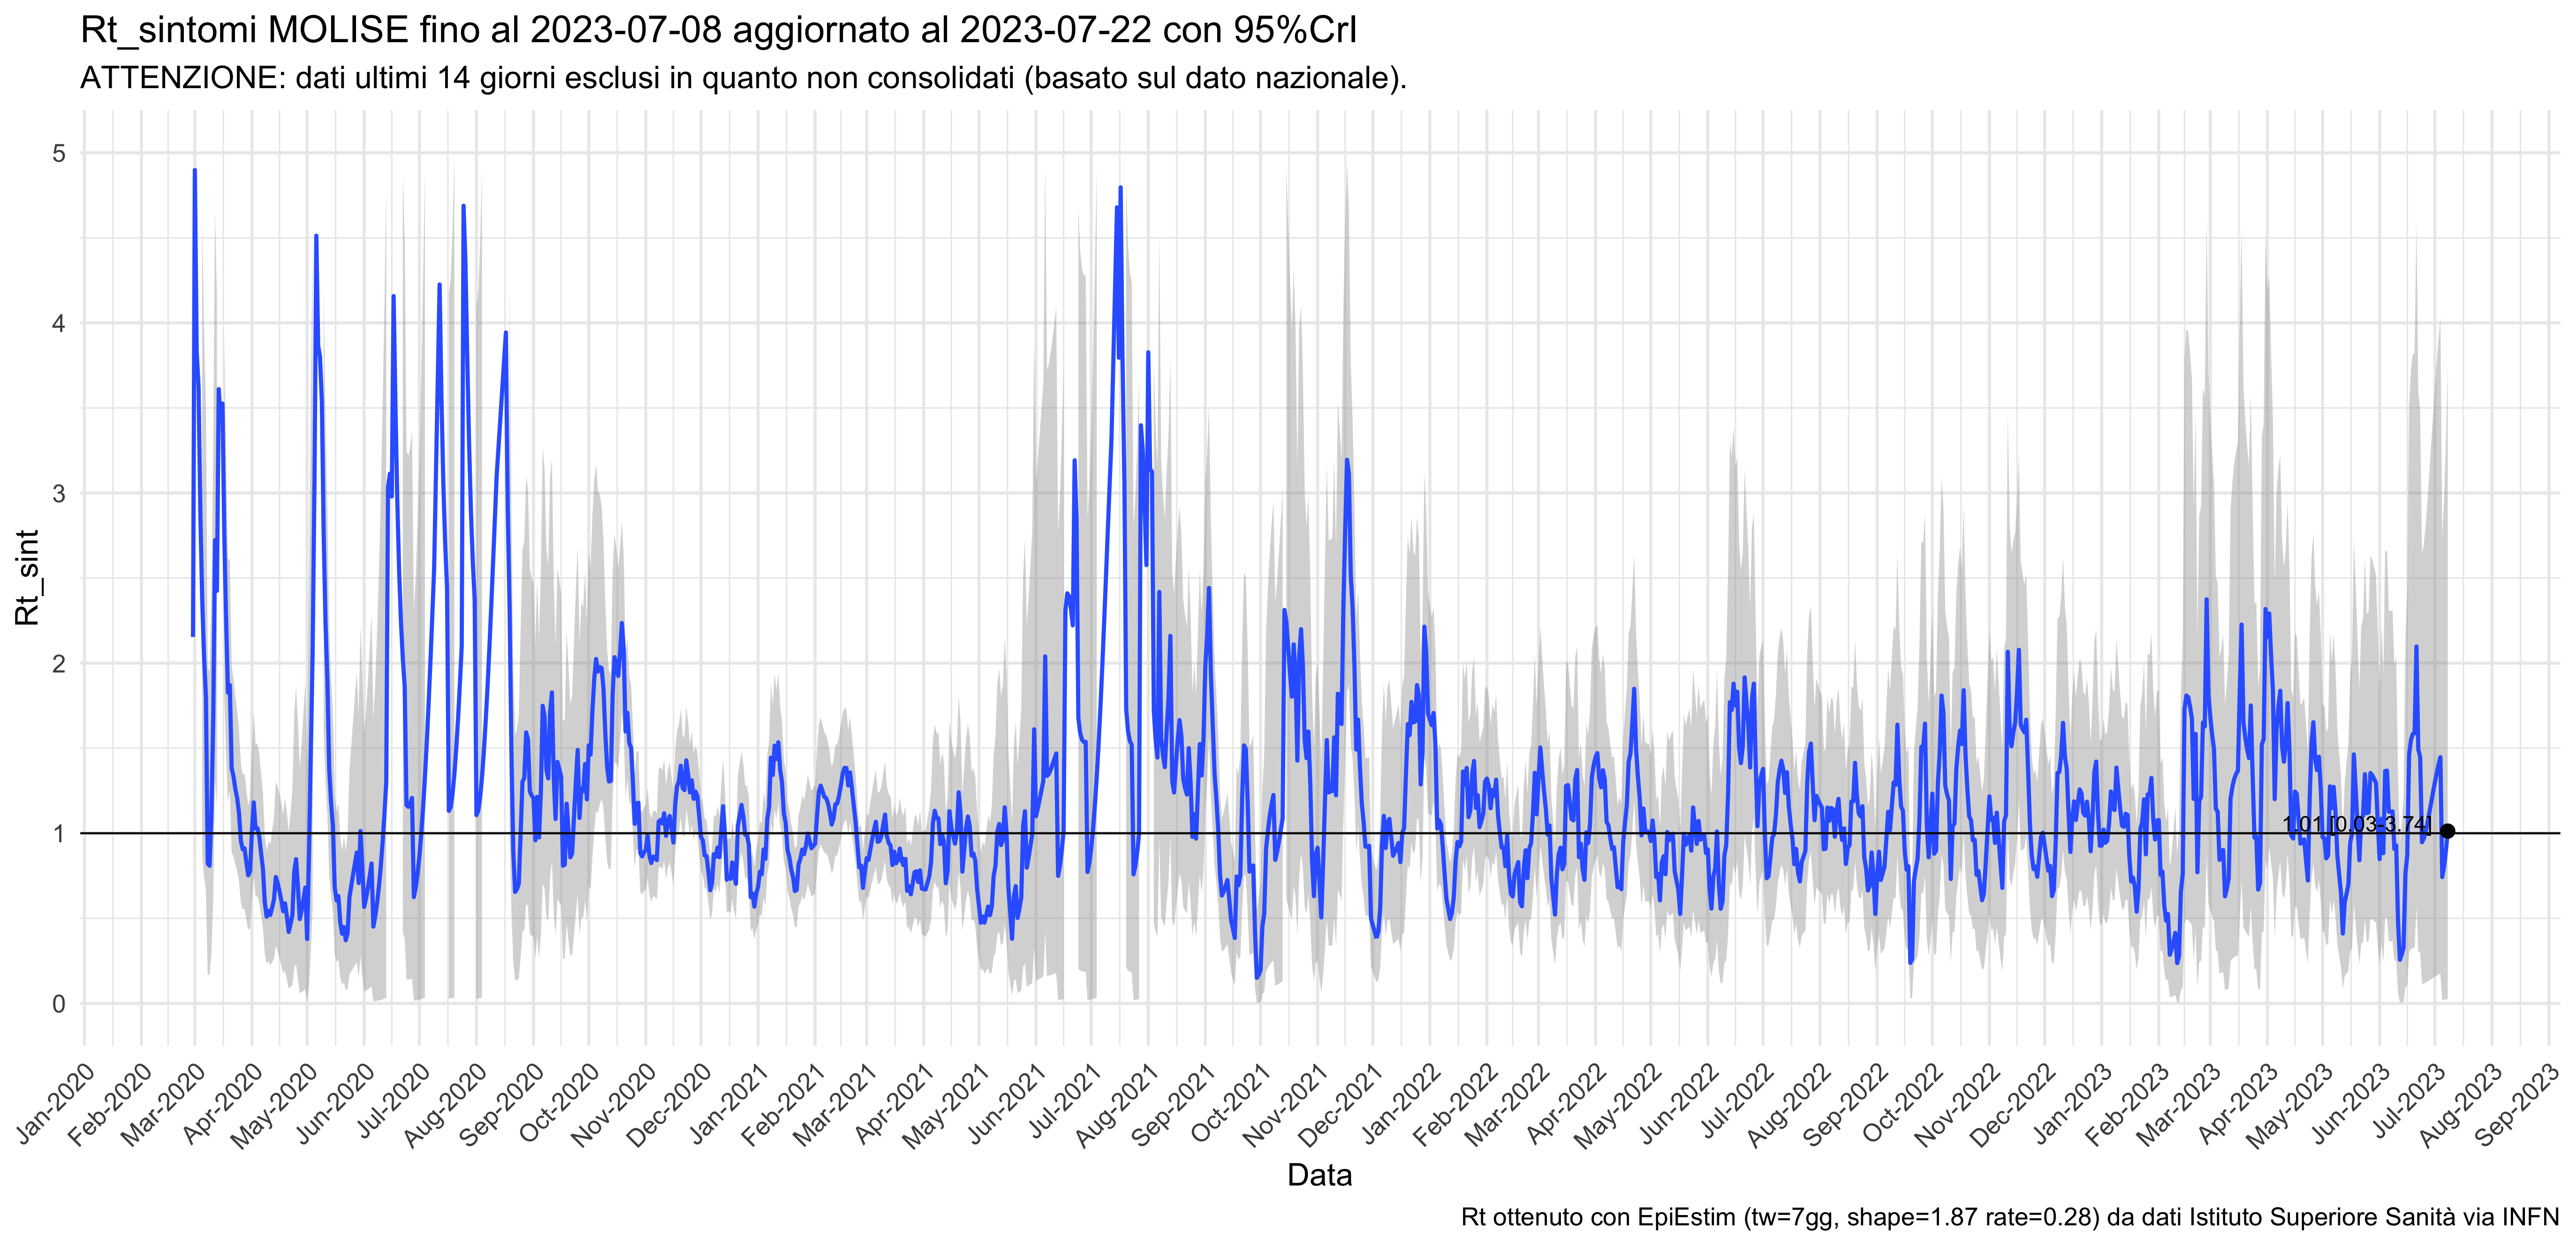 Rt_sintomi MOLISE fino al 2023-07-08 aggiornato al 2023-07-22 con 95%CrI
ATTENZIONE: dati ultimi 14 giorni esclusi in quanto non consolidati (basato sul dato nazionale).
5
4
3
2
1
0
Rt_sint
1.01 [0.03-3.74]
Jan-2020
Feb-2020
Mar-2020
Apr-2020
May-2020
Jun-2020
Jul-2020
Aug-2020
Sep-2020
Oct-2020
Nov-2020
Dec-2020
Jan-2021
Feb-2021
Mar-2021
Apr-2021
May-2021
Jun-2021
Jul-2021
Aug-2021
Sep-2021
Oct-2021
Nov-2021
Dec-2021
Jan-2022
Feb-2022
Mar-2022
Apr-2022
May-2022
Jun-2022
Jul-2022
Aug-2022
Sep-2022
Oct-2022
Nov-2022
Dec-2022
Jan-2023
Feb-2023
Mar-2023
Apr-2023
May-2023
Jun-2023
Jul-2023
Aug-2023
Sep-2023
Data
Rt ottenuto con EpiEstim (tw=7gg, shape=1.87 rate=0.28) da dati Istituto Superiore Sanità via INFN